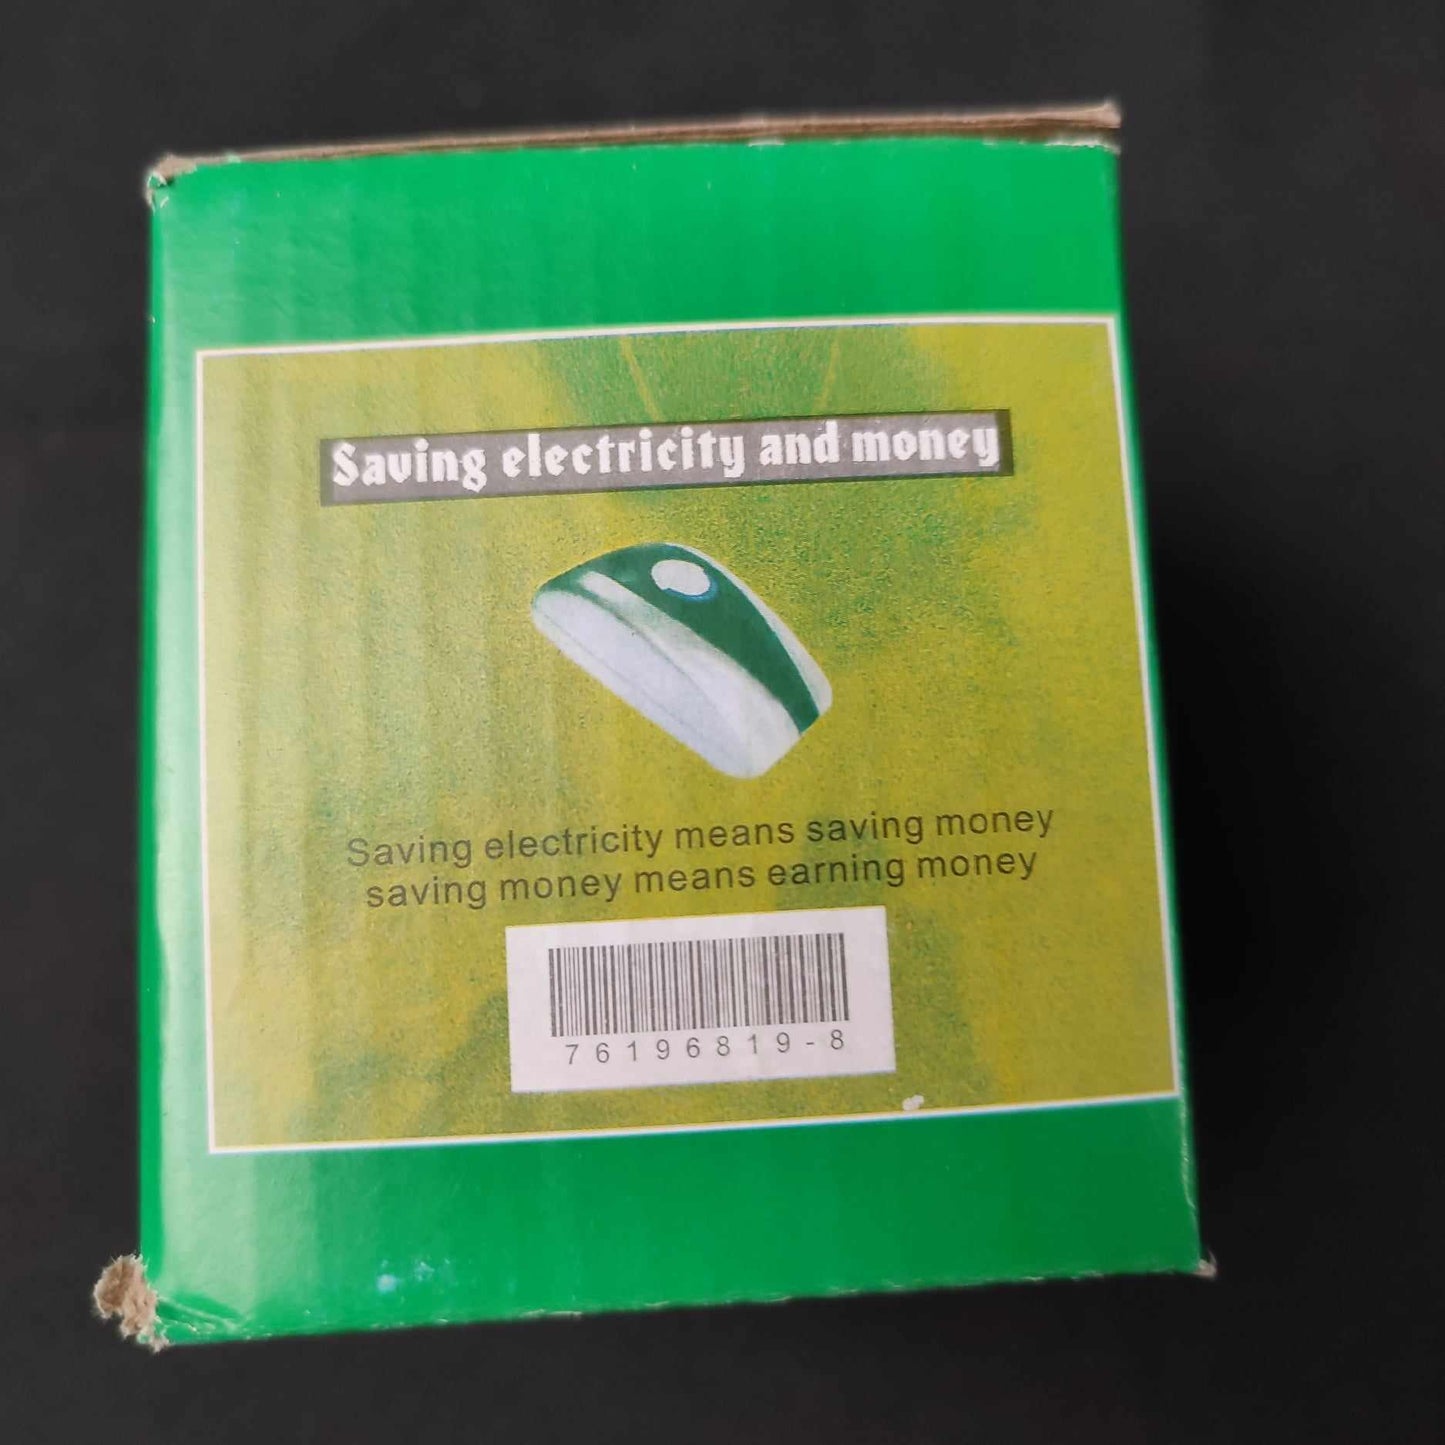 Saving electricity and money
Saving electricity means saving money
saving money means earning money
76196819-8